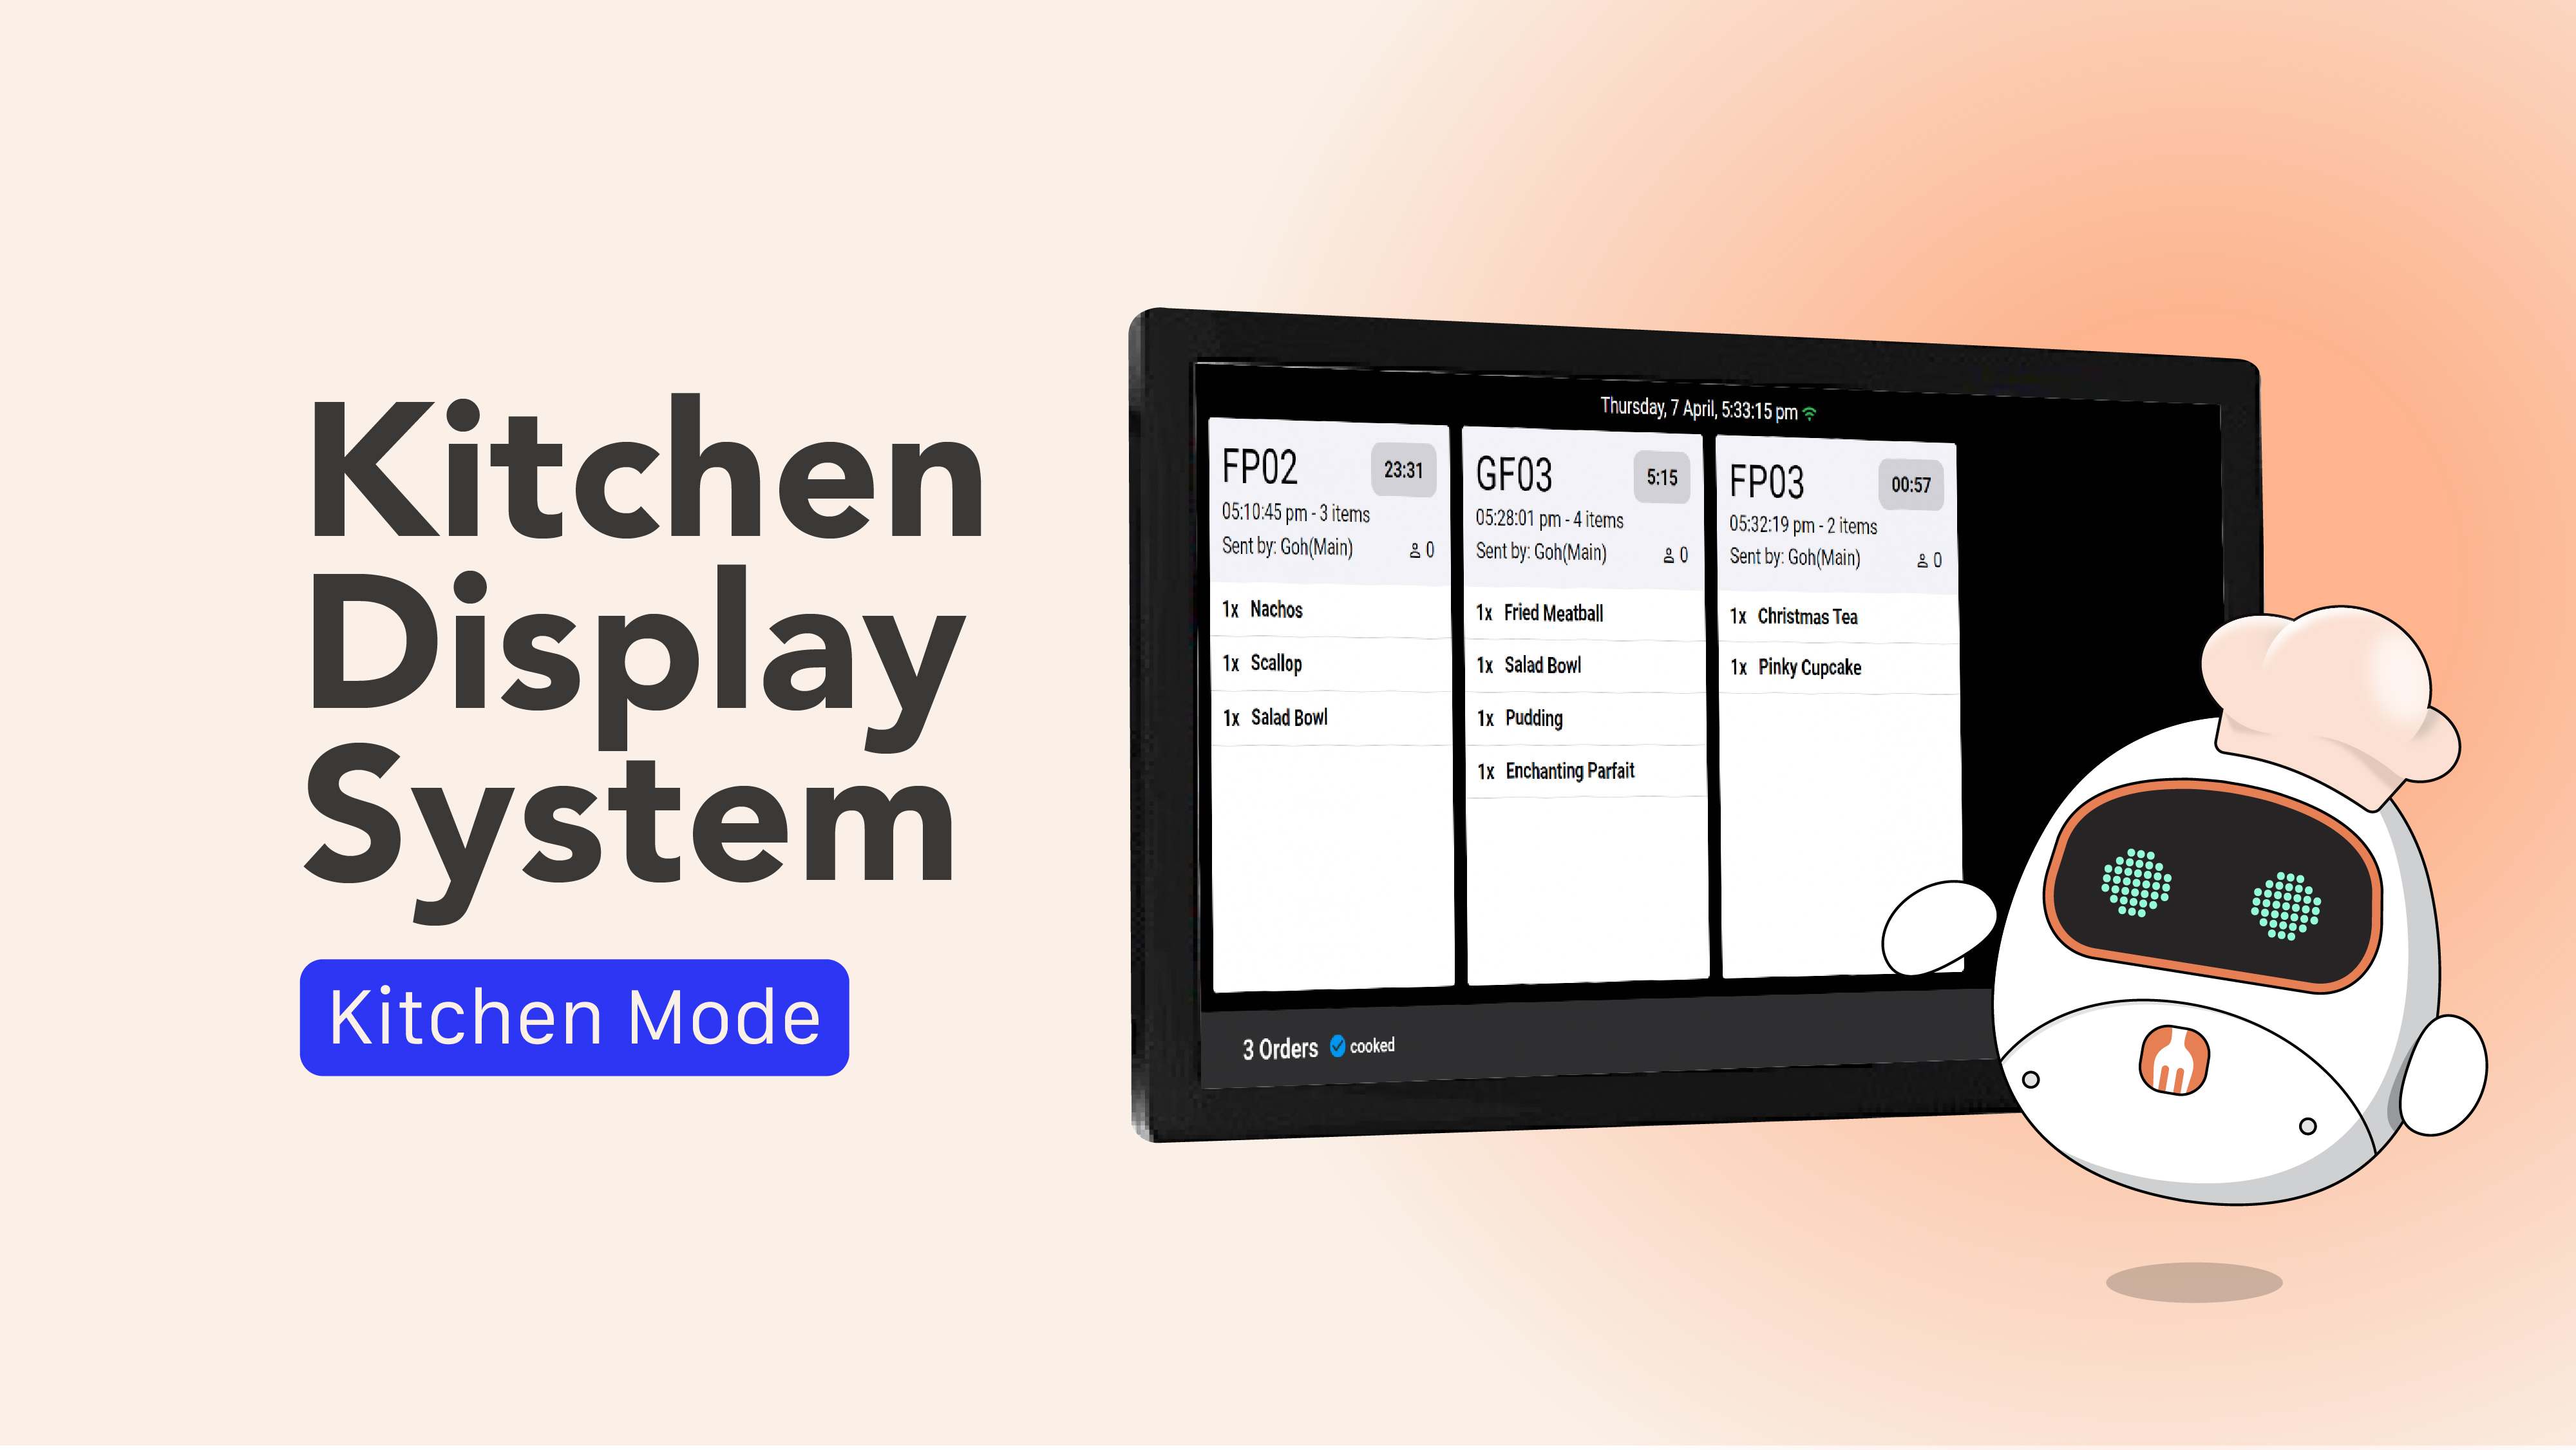 Kitchen
Display
System
Kitchen Mode
Thursday, 7 April, 5:33:15 pm
FP02 23:31
05:10:45 pm - 3 items
Sent by: Goh(Main) 0
1x Nachos
1x Scallop
1x Salad Bowl
GF03 5:15
05:28:01 pm - 4 items
Sent by: Goh(Main) 0
1x Fried Meatball
1x Salad Bowl
1x Pudding
1x Enchanting Parfait
FP03 00:57
05:32:19 pm - 2 items
Sent by: Goh(Main) 0
1x Christmas Tea
1x Pinky Cupcake
3 Orders cooked